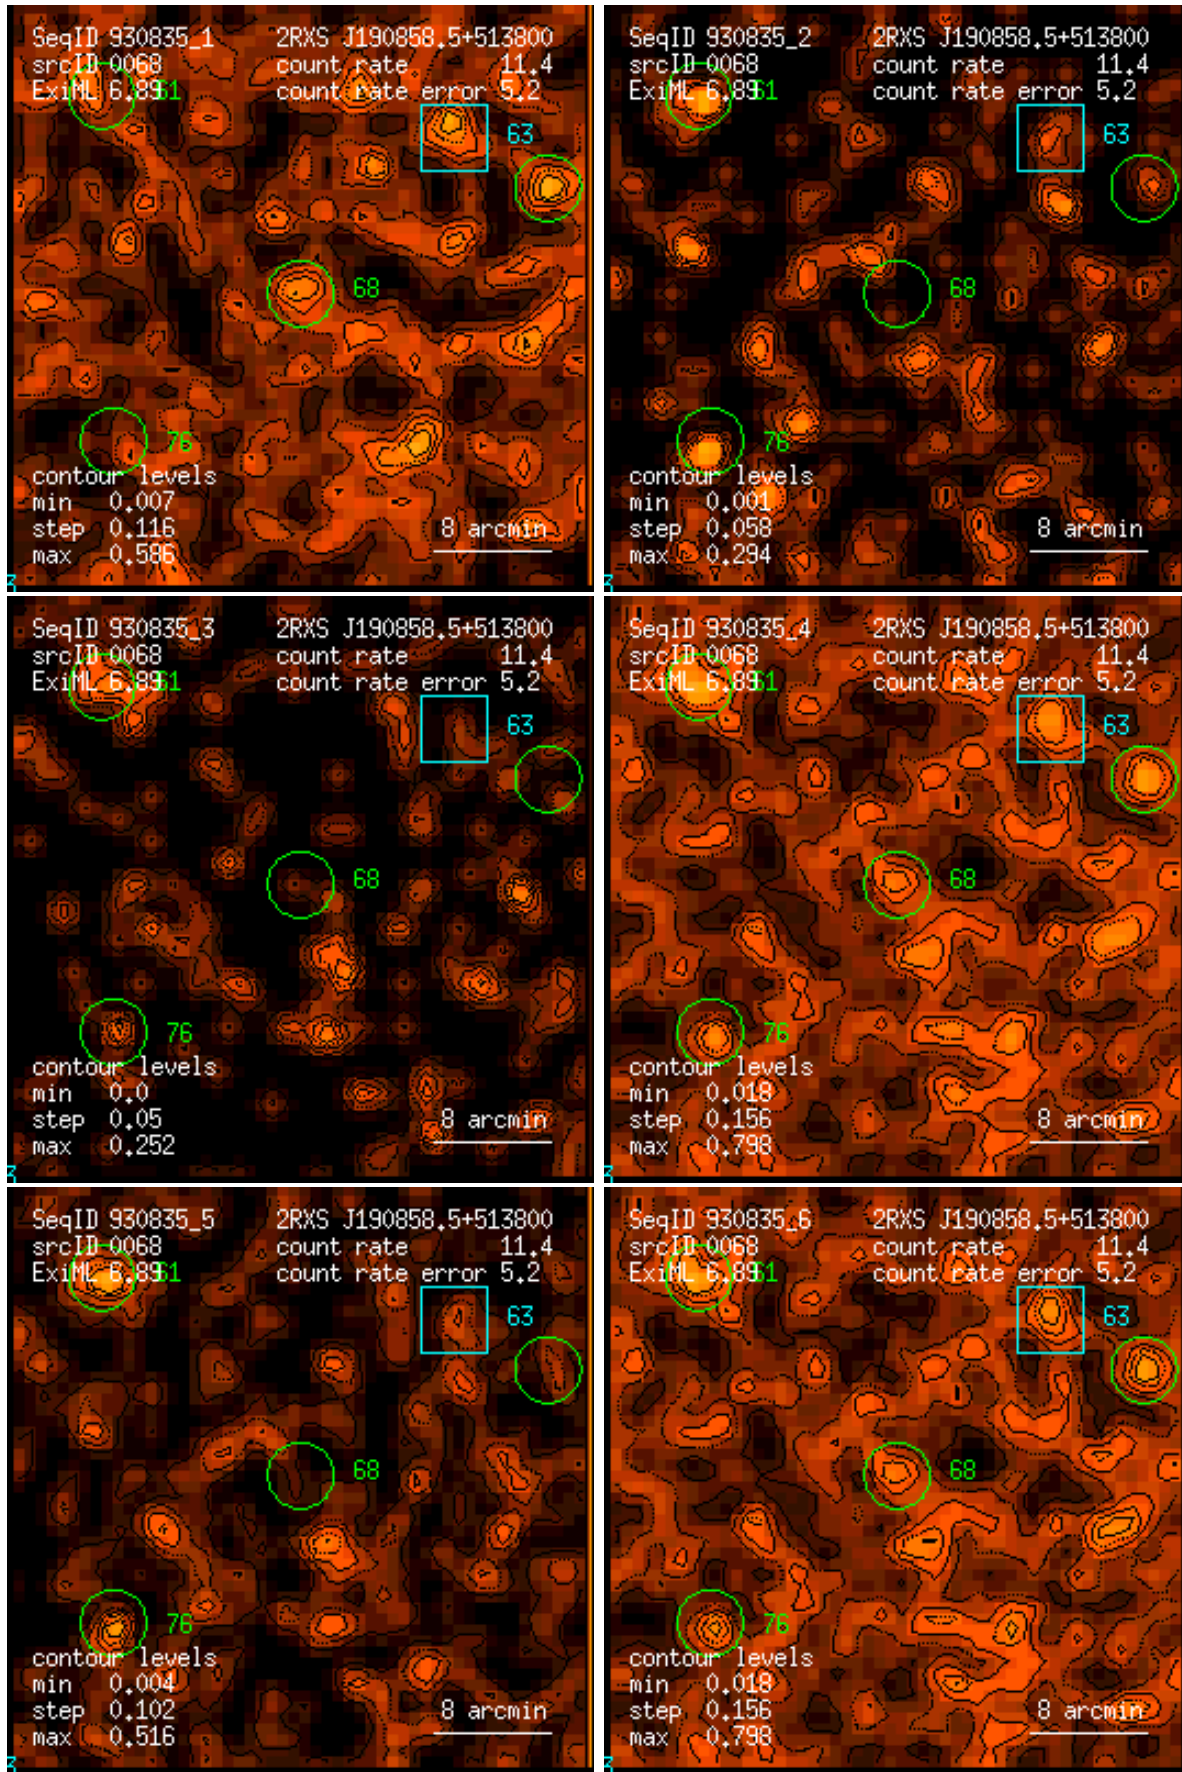 SeqID 930835_1 2RXS J190858.5+513800
srcID 0068 count rate 11.4
ExiML 6.89 61 count rate error 5.2
63
68
76
contour levels
min 0.007
step 0.116 8 arcmin
max 0.586
3
SeqID 930835_2 2RXS J190858.5+513800
srcID 0068 count rate 11.4
ExiML 6.89 61 count rate error 5.2
63
68
76
contour levels
min 0.001
step 0.058 8 arcmin
max 0.294
3
SeqID 930835_3 2RXS J190858.5+513800
srcID 0068 count rate 11.4
ExiML 6.89 61 count rate error 5.2
63
68
76
contour levels
min 0.0
step 0.05 8 arcmin
max 0.252
3
SeqID 930835_4 2RXS J190858.5+513800
srcID 0068 count rate 11.4
ExiML 6.89 61 count rate error 5.2
63
68
76
contour levels
min 0.018
step 0.156 8 arcmin
max 0.798
3
SeqID 930835_5 2RXS J190858.5+513800
srcID 0068 count rate 11.4
ExiML 6.89 61 count rate error 5.2
63
68
76
contour levels
min 0.004
step 0.102 8 arcmin
max 0.516
3
SeqID 930835_6 2RXS J190858.5+513800
srcID 0068 count rate 11.4
ExiML 6.89 61 count rate error 5.2
63
68
76
contour levels
min 0.018
step 0.156 8 arcmin
max 0.798
3